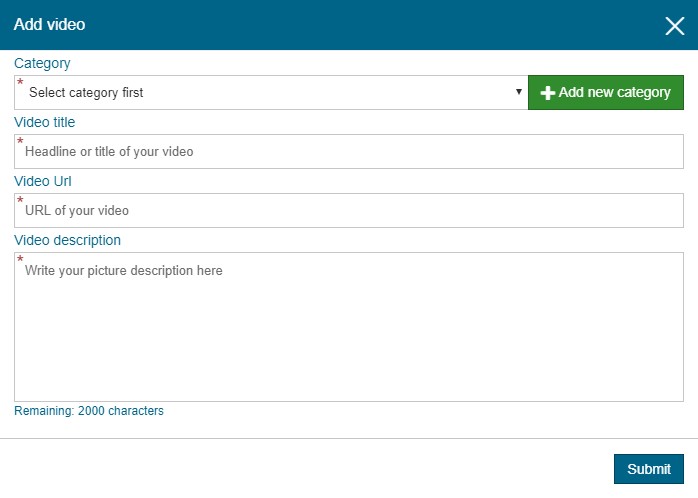 Add video
Category
* Select category first
Add new category
Video title
* Headline or title of your video
Video Url
* URL of your video
Video description
* Write your picture description here
Remaining: 2000 characters
Submit